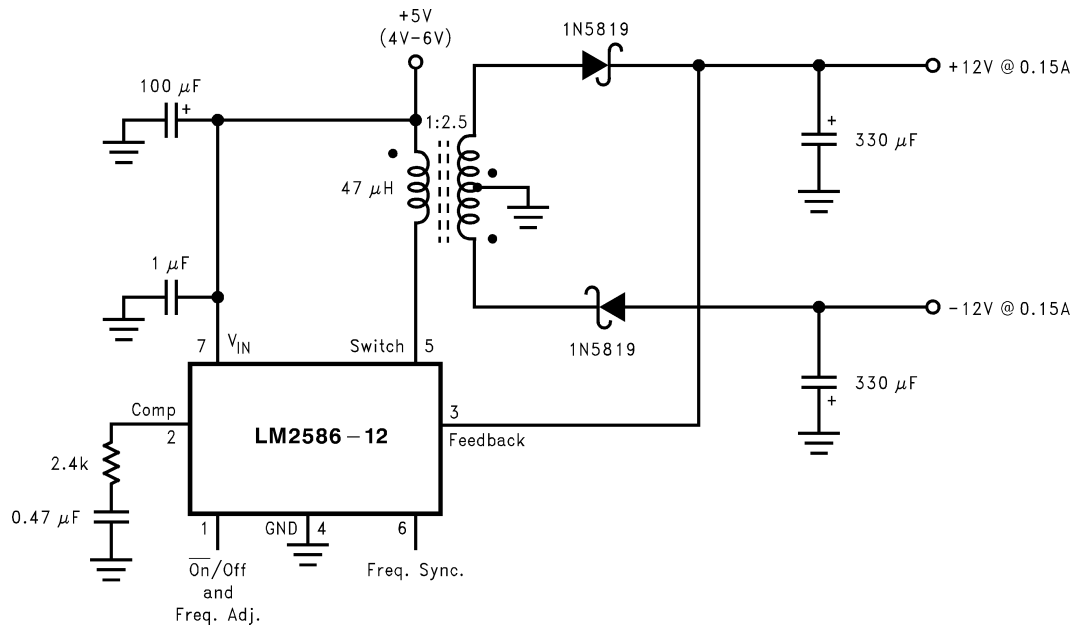 +5V
(4V–6V)
1N5819
+12V @ 0.15A
100 μF
+
1:2.5
+
330 μF
47 μH
1 μF
-12V @ 0.15A
7
VIN
Switch
5
1N5819
330 μF
+
Comp
2
3
Feedback
LM2586-12
2.4k
0.47 μF
1
GND
4
6
On/Off
and
Freq. Adj.
Freq. Sync.